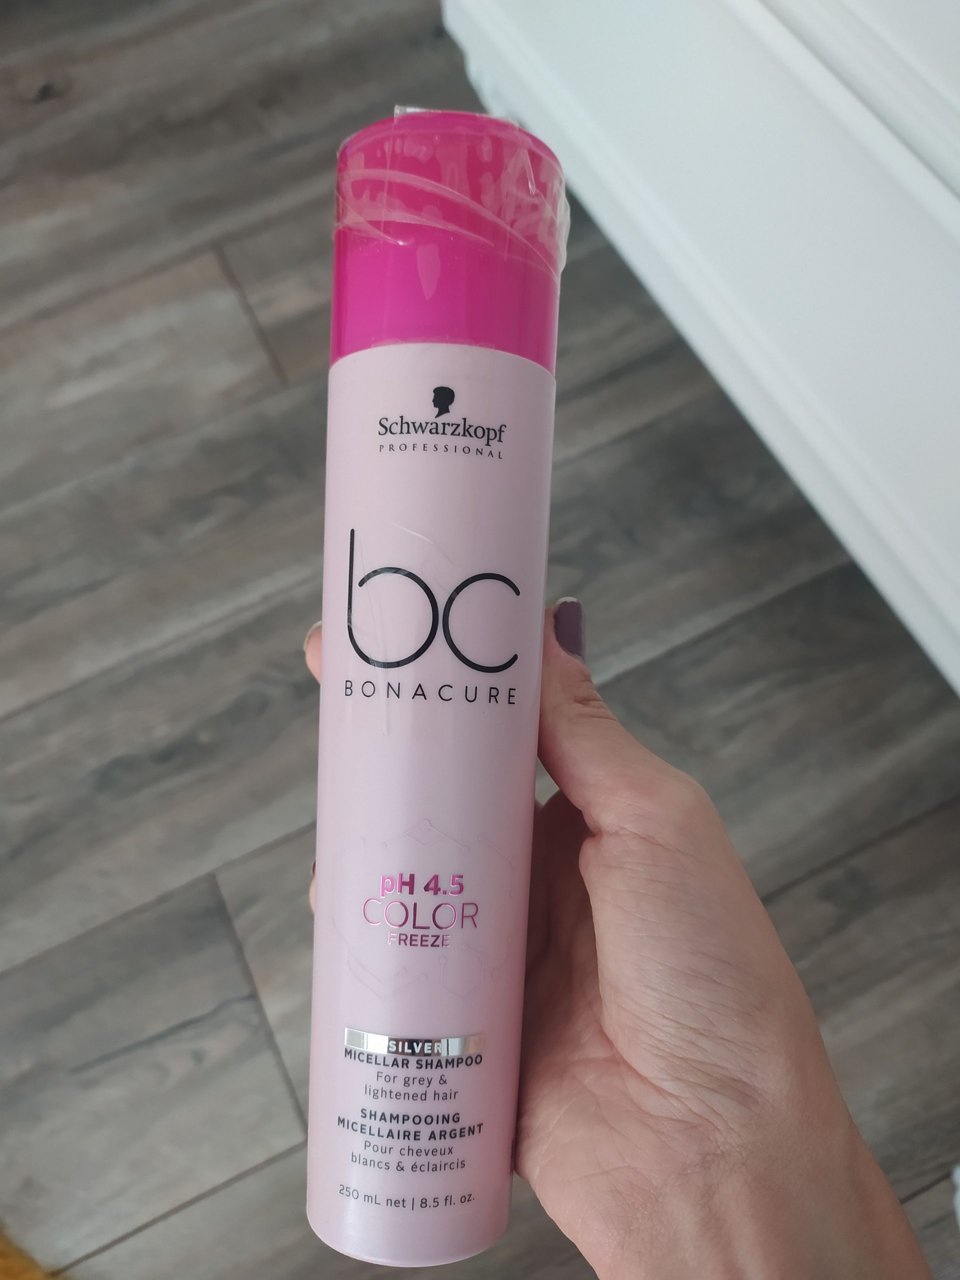 Schwarzkopf
PROFESSIONAL
bc
BONACURE
pH 4.5
COLOR
FREEZE
SILVER
MICELLAR SHAMPOO
For grey &
lightened hair
SHAMPOOING
MICELLAIRE ARGENT
Pour cheveux
blancs & éclaircis
250 mL net | 8.5 fl. oz.